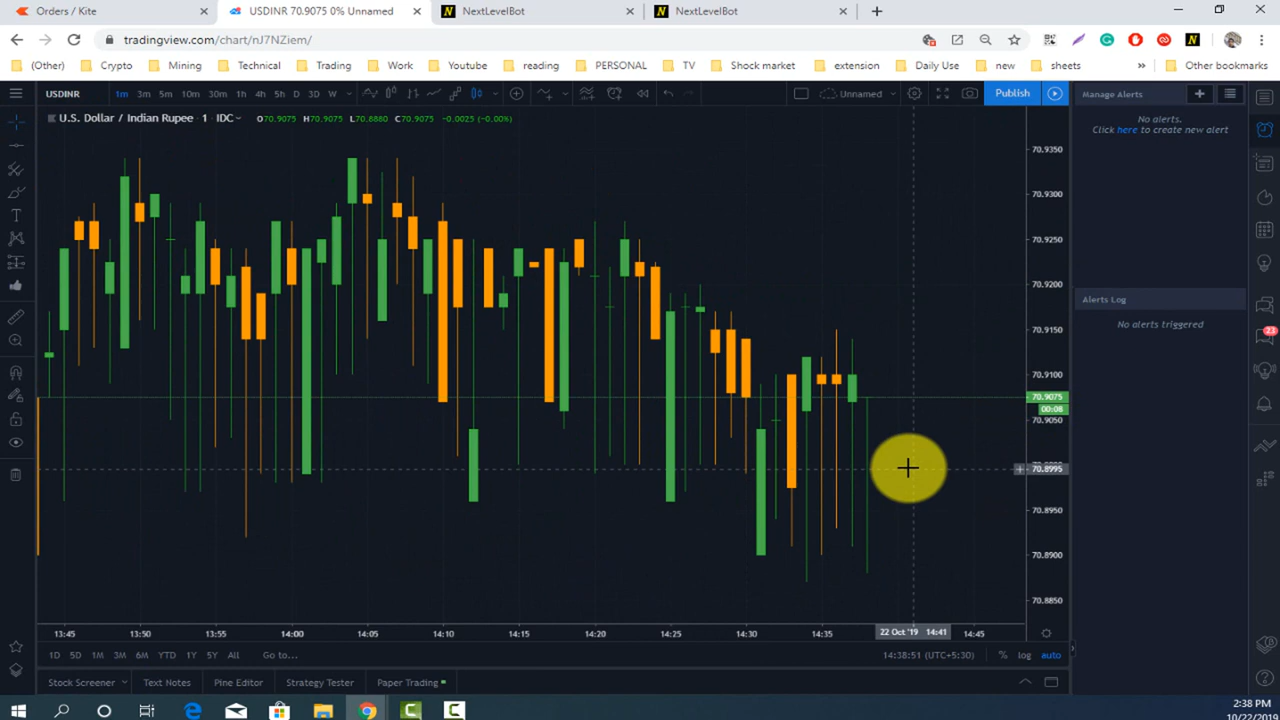 Orders / Kite
USDINR 70.9075 0% Unnamed
NextLevelBot
NextLevelBot
tradingview.com/chart/nJ7NZiem/
(Other) Crypto Mining Technical Trading Work Youtube reading PERSONAL TV Shock market extension Daily Use new sheets » Other bookmarks
USDINR 1m 3m 5m 10m 30m 1h 4h 5h D 3D W Unnamed Publish
Manage Alerts
U.S. Dollar / Indian Rupee · 1 · IDC O70.9075 H70.9075 L70.8880 C70.9075 -0.0025 (-0.00%)
No alerts.
Click here to create new alert
70.9350
70.9300
70.9250
70.9200
70.9150
70.9100
70.9075
00:08
70.9050
70.8995
70.8950
70.8900
70.8850
Alerts Log
No alerts triggered
23
13:45 13:50 13:55 14:00 14:05 14:10 14:15 14:20 14:25 14:30 14:35 22 Oct '19 14:41 14:45
1D 5D 1M 3M 6M YTD 1Y 5Y All Go to... 14:38:51 (UTC+5:30) % log auto
Stock Screener Text Notes Pine Editor Strategy Tester Paper Trading
2:38 PM
10/22/2019